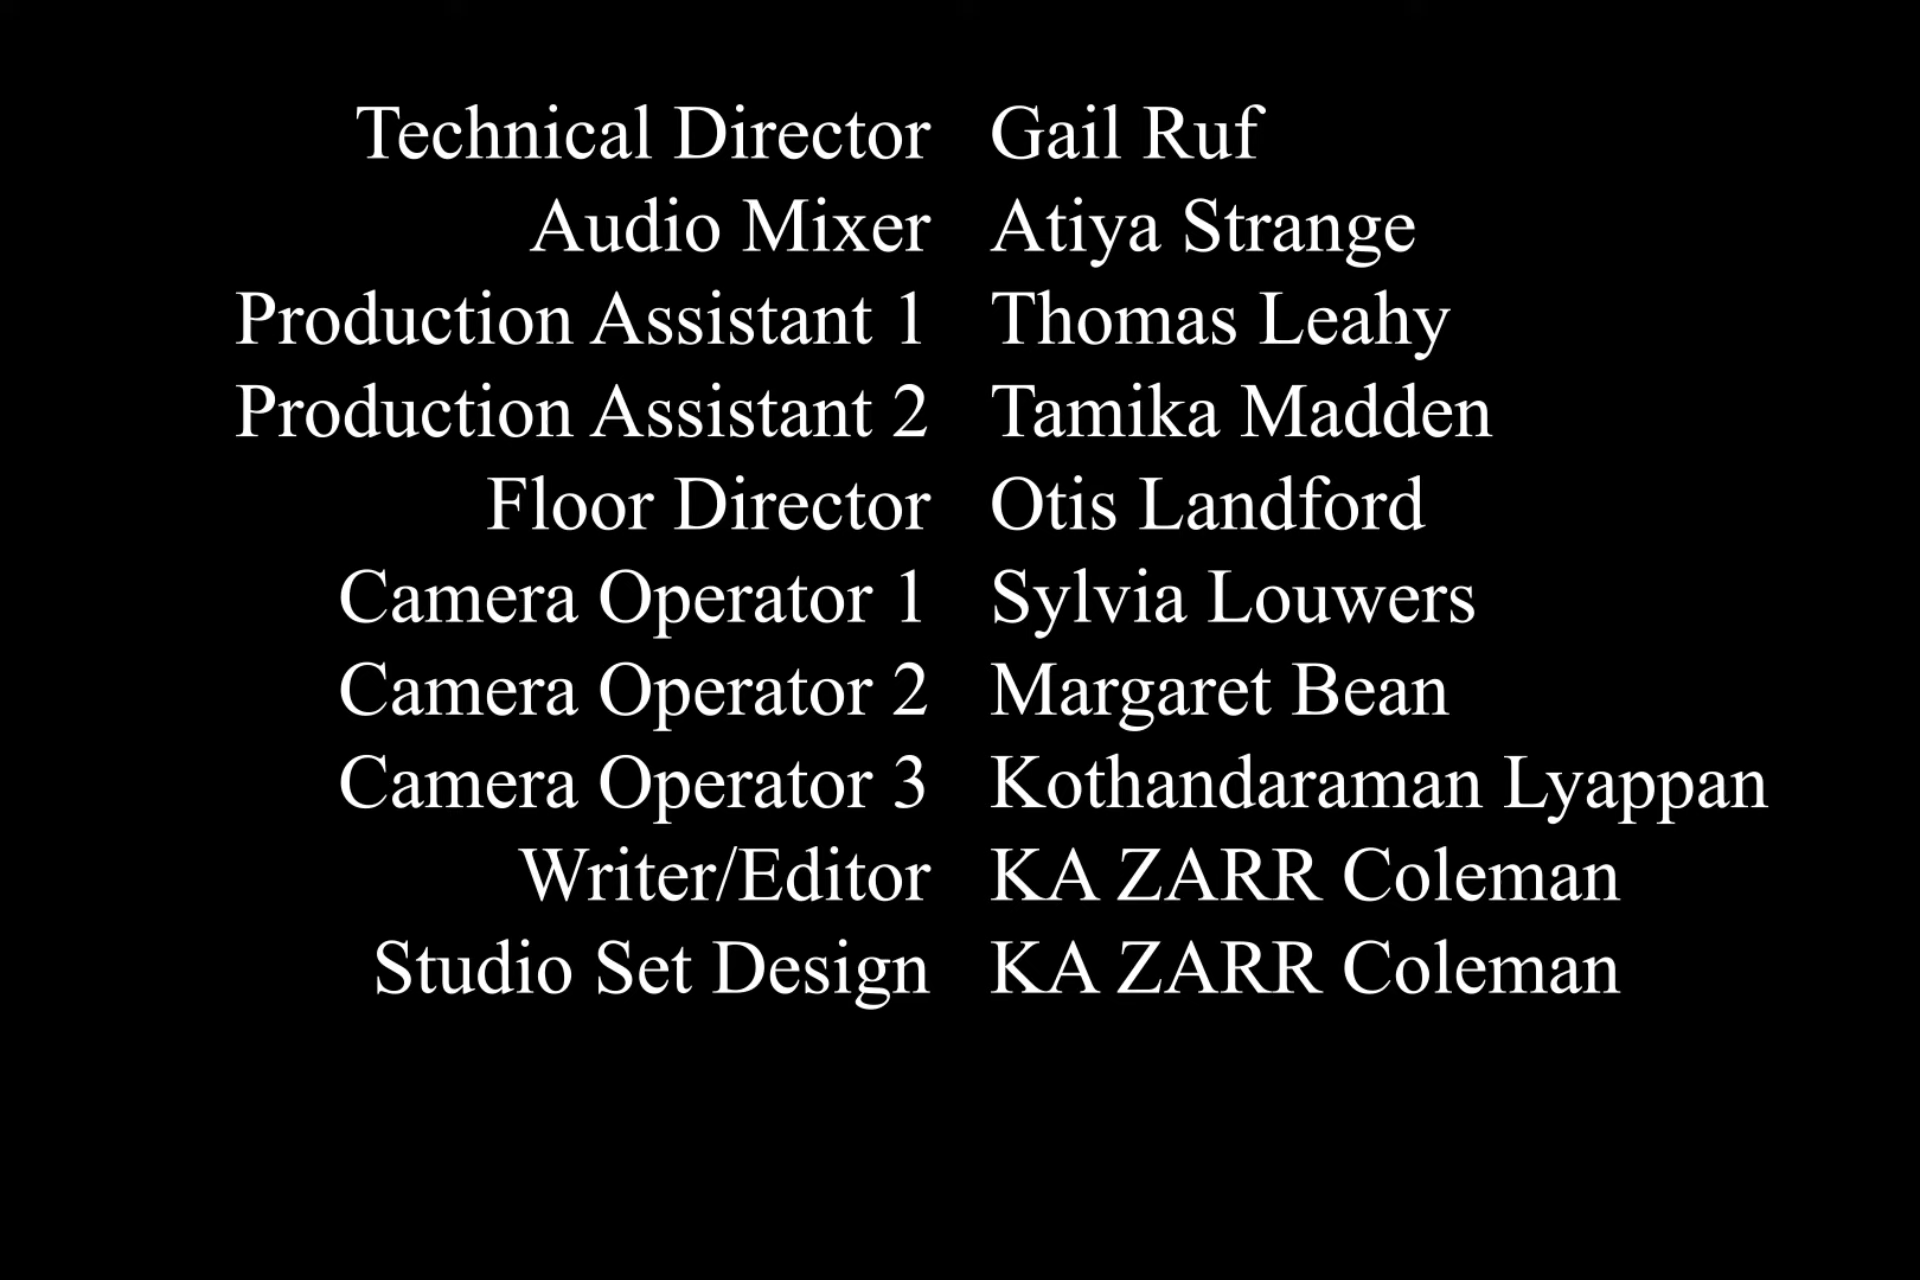 Technical Director Gail Ruf
Audio Mixer Atiya Strange
Production Assistant 1 Thomas Leahy
Production Assistant 2 Tamika Madden
Floor Director Otis Landford
Camera Operator 1 Sylvia Louwers
Camera Operator 2 Margaret Bean
Camera Operator 3 Kothandaraman Lyappan
Writer/Editor KA ZARR Coleman
Studio Set Design KA ZARR Coleman